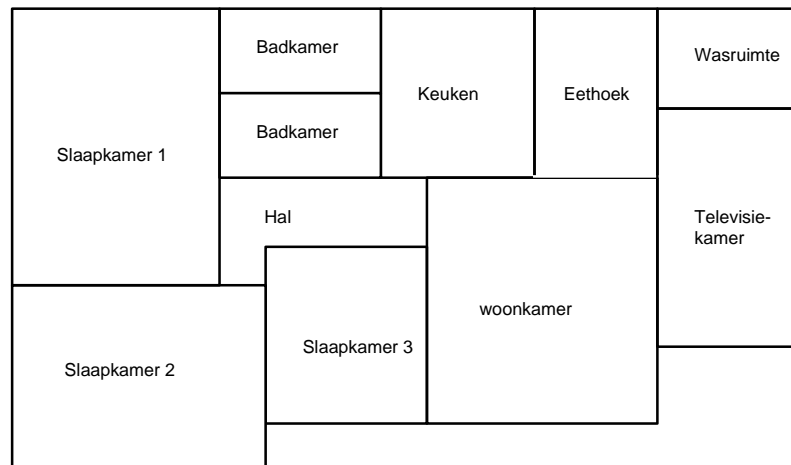 Badkamer
Keuken
Eethoek
Wasruimte
Badkamer
Slaapkamer 1
Hal
Televisie-
kamer
woonkamer
Slaapkamer 3
Slaapkamer 2